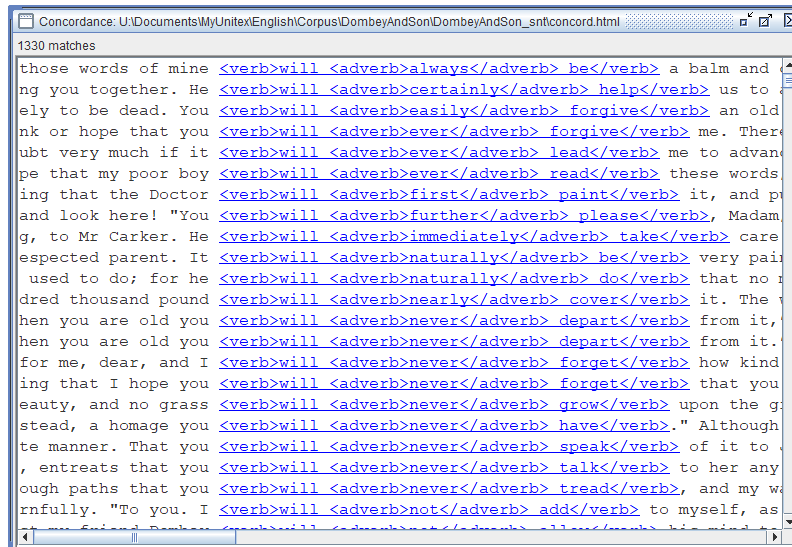 Concordance: U:\Documents\MyUnitex\English\Corpus\DombeyAndSon\DombeyAndSon_snt\concord.html
1330 matches
those words of mine <verb>will <adverb>always</adverb> be</verb> a balm and
ng you together. He <verb>will <adverb>certainly</adverb> help</verb> us to
ely to be dead. You <verb>will <adverb>easily</adverb> forgive</verb> an old
nk or hope that you <verb>will <adverb>ever</adverb> forgive</verb> me. There
ubt very much if it <verb>will <adverb>ever</adverb> lead</verb> me to advanc
pe that my poor boy <verb>will <adverb>ever</adverb> read</verb> these words,
ing that the Doctor <verb>will <adverb>first</adverb> paint</verb> it, and pu
and look here! "You <verb>will <adverb>further</adverb> please</verb>, Madam,
g, to Mr Carker. He <verb>will <adverb>immediately</adverb> take</verb> care
espected parent. It <verb>will <adverb>naturally</adverb> be</verb> very pain
used to do; for he <verb>will <adverb>naturally</adverb> do</verb> that no m
dred thousand pound <verb>will <adverb>nearly</adverb> cover</verb> it. The w
hen you are old you <verb>will <adverb>never</adverb> depart</verb> from it,"
hen you are old you <verb>will <adverb>never</adverb> depart</verb> from it."
for me, dear, and I <verb>will <adverb>never</adverb> forget</verb> how kind
ing that I hope you <verb>will <adverb>never</adverb> forget</verb> that you
eauty, and no grass <verb>will <adverb>never</adverb> grow</verb> upon the gr
stead, a homage you <verb>will <adverb>never</adverb> have</verb>." Although
te manner. That you <verb>will <adverb>never</adverb> speak</verb> of it to
, entreats that you <verb>will <adverb>never</adverb> talk</verb> to her any
ough paths that you <verb>will <adverb>never</adverb> tread</verb>, and my wa
rnfully. "To you. I <verb>will <adverb>not</adverb> add</verb> to myself, as
my friend Dombey <verb>will <adverb>not</adverb> allow</verb> his mind to